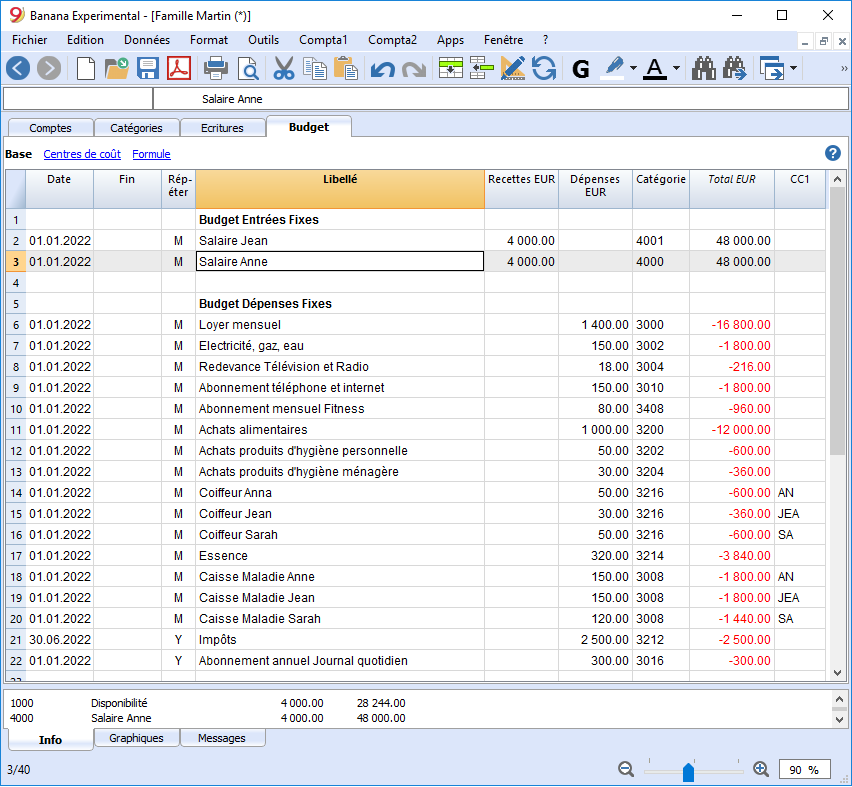 Banana Experimental - [Famille Martin (*)]
Fichier Edition Données Format Outils Compta1 Compta2 Apps Fenêtre ?
G A »
Salaire Anne
Comptes Catégories Ecritures Budget
Base Centres de coût Formule ?
Date Fin Rép-éter Libellé Recettes EUR Dépenses EUR Catégorie Total EUR CC1
1 Budget Entrées Fixes
2 01.01.2022 M Salaire Jean 4 000.00 4001 48 000.00
3 01.01.2022 M Salaire Anne 4 000.00 4000 48 000.00
4
5 Budget Dépenses Fixes
6 01.01.2022 M Loyer mensuel 1 400.00 3000 -16 800.00
7 01.01.2022 M Electricité, gaz, eau 150.00 3002 -1 800.00
8 01.01.2022 M Redevance Télévision et Radio 18.00 3004 -216.00
9 01.01.2022 M Abonnement téléphone et internet 150.00 3010 -1 800.00
10 01.01.2022 M Abonnement mensuel Fitness 80.00 3408 -960.00
11 01.01.2022 M Achats alimentaires 1 000.00 3200 -12 000.00
12 01.01.2022 M Achats produits d'hygiène personnelle 50.00 3202 -600.00
13 01.01.2022 M Achats produits d'hygiène ménagère 30.00 3204 -360.00
14 01.01.2022 M Coiffeur Anna 50.00 3216 -600.00 AN
15 01.01.2022 M Coiffeur Jean 30.00 3216 -360.00 JEA
16 01.01.2022 M Coiffeur Sarah 50.00 3216 -600.00 SA
17 01.01.2022 M Essence 320.00 3214 -3 840.00
18 01.01.2022 M Caisse Maladie Anne 150.00 3008 -1 800.00 AN
19 01.01.2022 M Caisse Maladie Jean 150.00 3008 -1 800.00 JEA
20 01.01.2022 M Caisse Maladie Sarah 120.00 3008 -1 440.00 SA
21 30.06.2022 Y Impôts 2 500.00 3212 -2 500.00
22 01.01.2022 Y Abonnement annuel Journal quotidien 300.00 3016 -300.00
23
1000 Disponibilité 4 000.00 28 244.00
4000 Salaire Anne 4 000.00 48 000.00
Info Graphiques Messages
3/40 90 %